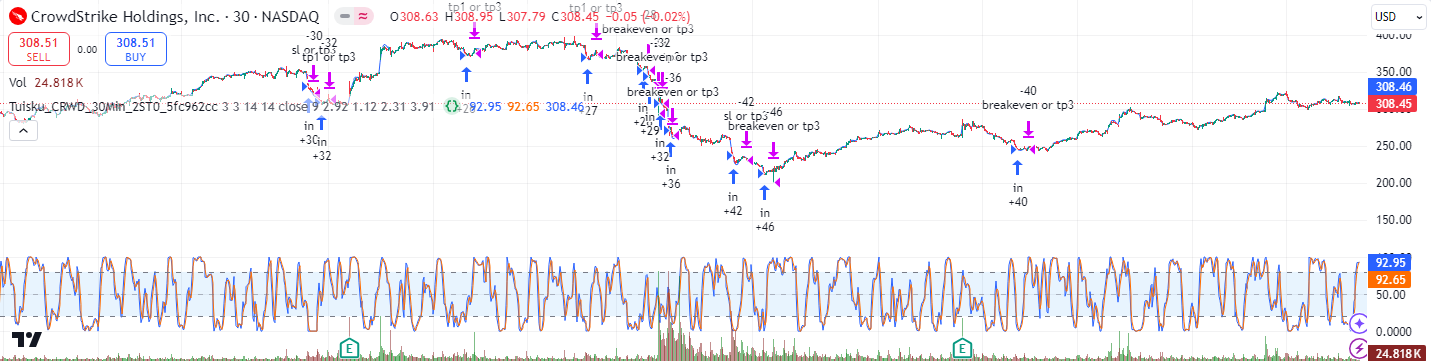 CrowdStrike Holdings, Inc. · 30 · NASDAQ
O308.63 H308.95 L307.79 C308.45 −0.05 (−0.02%)
USD
308.51
SELL
0.00
308.51
BUY
Vol 24.818K
Tuisku_CRWD_30Min_2ST0_5fc962cc 3 3 14 14 close 9 2.92 1.12 2.31 3.91
92.95 92.65 308.46
tp1 or tp3
tp1 or tp3
-28
breakeven or tp3
-30
-32
sl or tp3
tp1 or tp3
-32
breakeven or tp3
-36
breakeven or tp3
-42
-46
sl or tp3
breakeven or tp3
-40
breakeven or tp3
in
+30
in
+32
in
in
+27
in
in
+29
in
+32
in
+36
in
+42
in
+46
in
+40
400.00
350.00
308.46
308.45
250.00
200.00
150.00
92.95
92.65
50.00
0.0000
24.818K
E
E